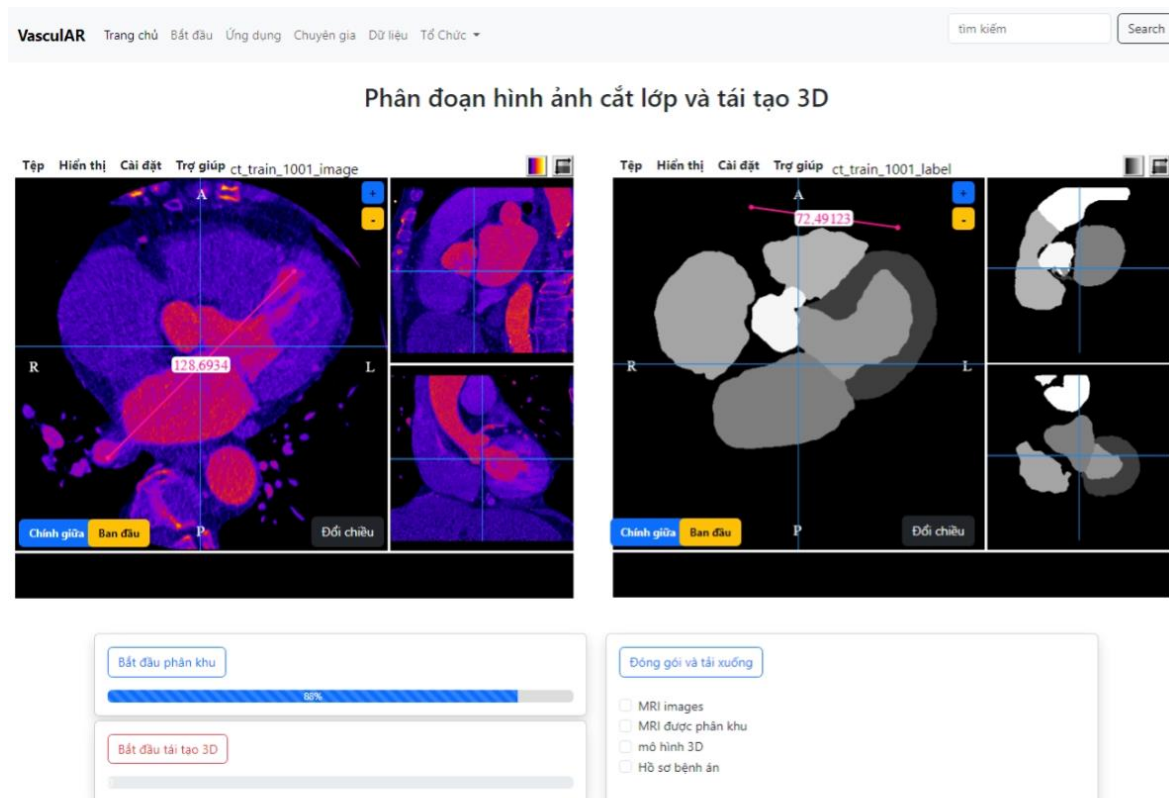 VasculAR Trang chủ Bắt đầu Ứng dụng Chuyên gia Dữ liệu Tổ Chức tìm kiếm Search
Phân đoạn hình ảnh cắt lớp và tái tạo 3D
Tệp Hiển thị Cài đặt Trợ giúp ct_train_1001_image
A
+
-
128,6934
R
L
Chính giữa Ban đầu P Đổi chiều
Tệp Hiển thị Cài đặt Trợ giúp ct_train_1001_label
A
+
-
72,49123
R
L
Chính giữa Ban đầu P Đổi chiều
Bắt đầu phân khu
88%
Bắt đầu tái tạo 3D
Đóng gói và tải xuống
MRI images
MRI được phân khu
mô hình 3D
Hồ sơ bệnh án